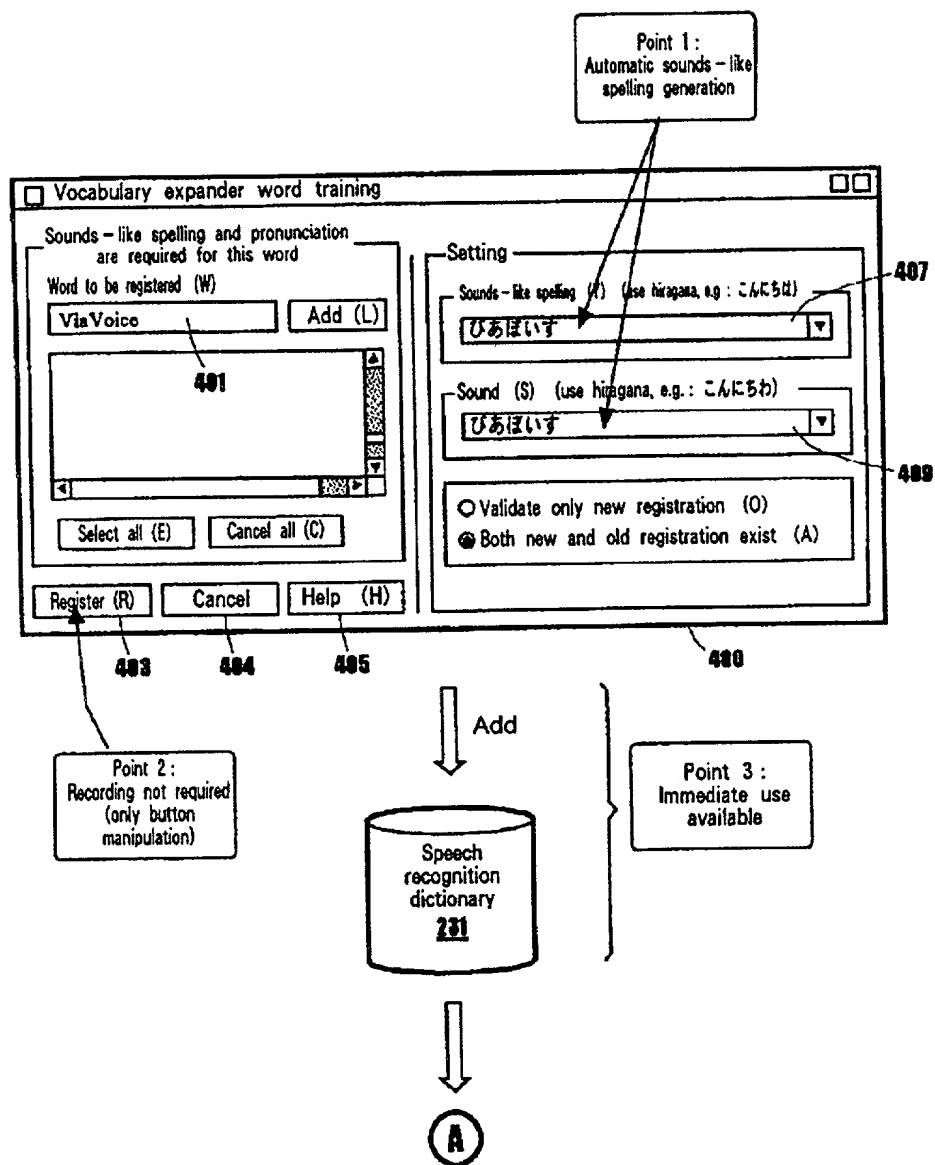 Point 1 :
Automatic sounds-like
spelling generation
Vocabulary expander word training
Sounds-like spelling and pronunciation
are required for this word
Word to be registered (W)
ViaVoice
Add (L)
401
Select all (E)
Cancel all (C)
Register (R)
Cancel
Help (H)
403
404
405
Setting
Sounds-like spelling (Y) (use hiragana, e.g : こんにちは)
びあぼいす
407
Sound (S) (use hiragana, e.g. : こんにちわ)
びあぼいす
409
Validate only new registration (O)
Both new and old registration exist (A)
400
Point 2 :
Recording not required
(only button
manipulation)
Add
Point 3 :
Immediate use
available
Speech
recognition
dictionary
231
A